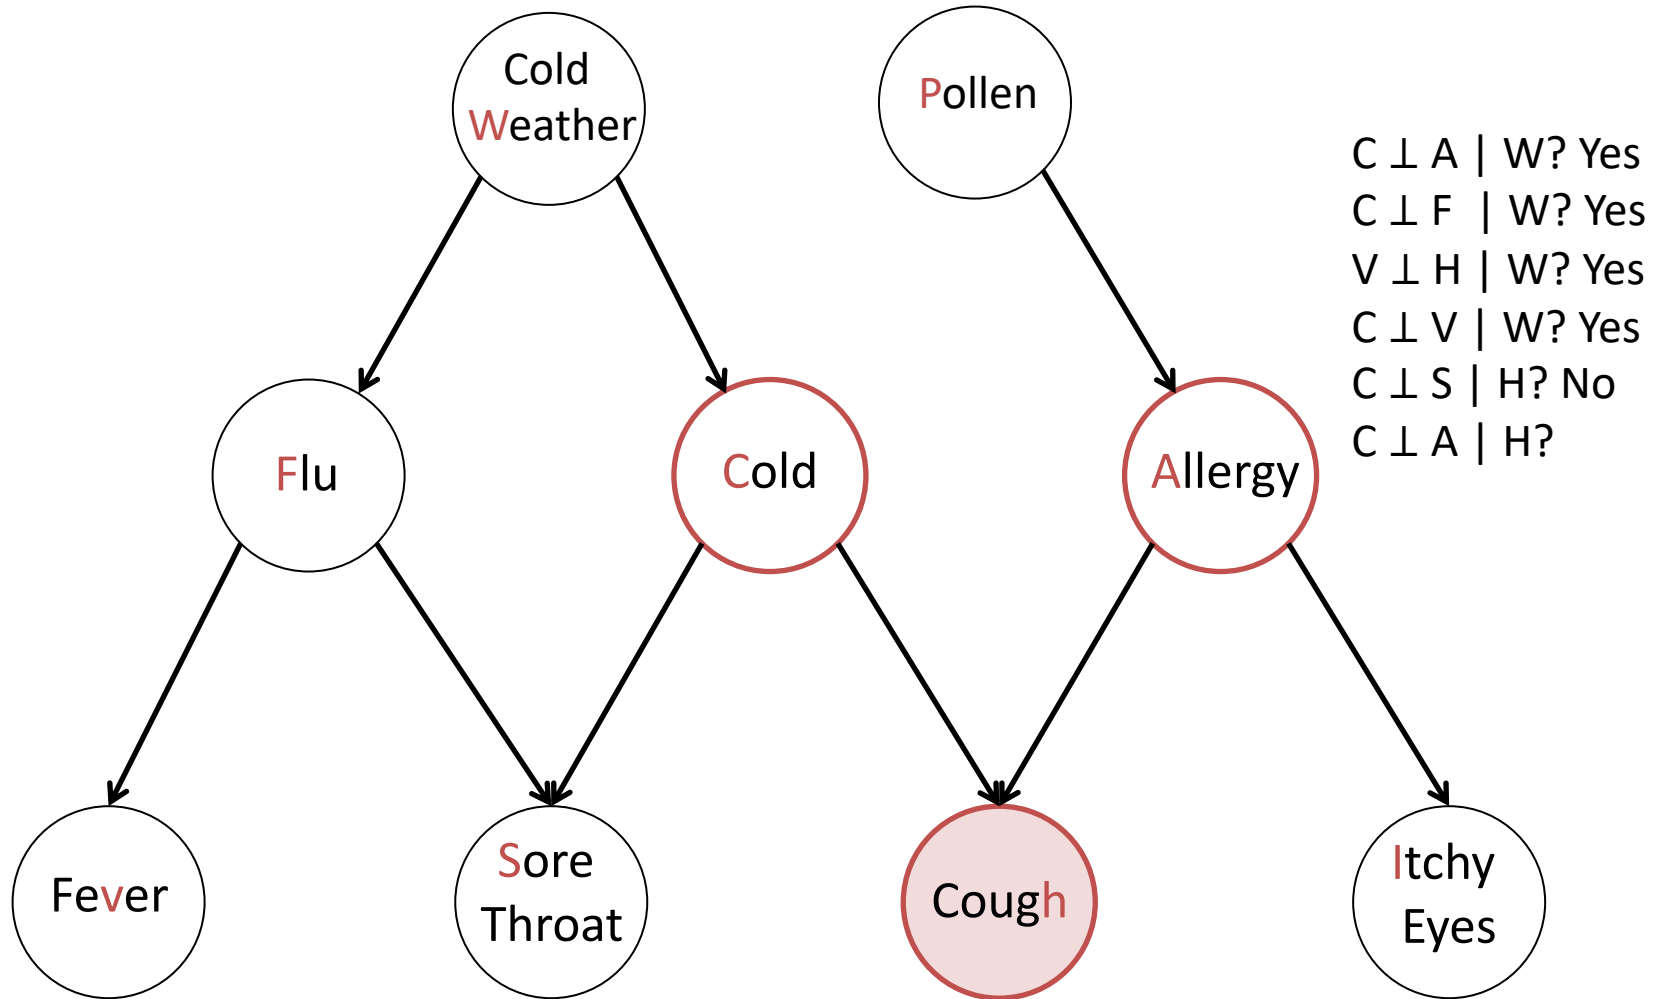 Cold
Weather
Pollen
C ⊥ A | W? Yes
C ⊥ F | W? Yes
V ⊥ H | W? Yes
C ⊥ V | W? Yes
C ⊥ S | H? No
C ⊥ A | H?
Flu
Cold
Allergy
Fever
Sore
Throat
Cough
Itchy
Eyes